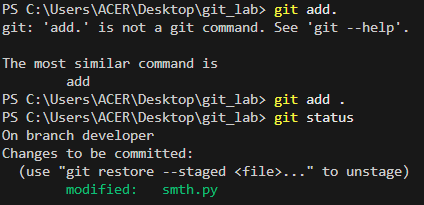 PS C:\Users\ACER\Desktop\git_lab> git add.
git: 'add.' is not a git command. See 'git --help'.

The most similar command is
        add
PS C:\Users\ACER\Desktop\git_lab> git add .
PS C:\Users\ACER\Desktop\git_lab> git status
On branch developer
Changes to be committed:
  (use "git restore --staged <file>..." to unstage)
        modified:   smth.py